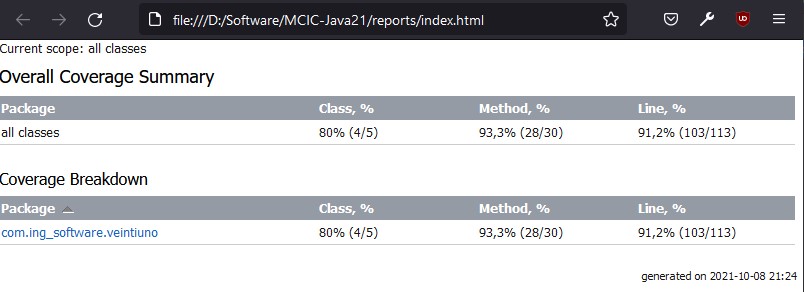 file:///D:/Software/MCIC-Java21/reports/index.html
Current scope: all classes
Overall Coverage Summary
Package Class, % Method, % Line, %
all classes 80% (4/5) 93,3% (28/30) 91,2% (103/113)
Coverage Breakdown
Package Class, % Method, % Line, %
com.ing_software.veintiuno 80% (4/5) 93,3% (28/30) 91,2% (103/113)
generated on 2021-10-08 21:24